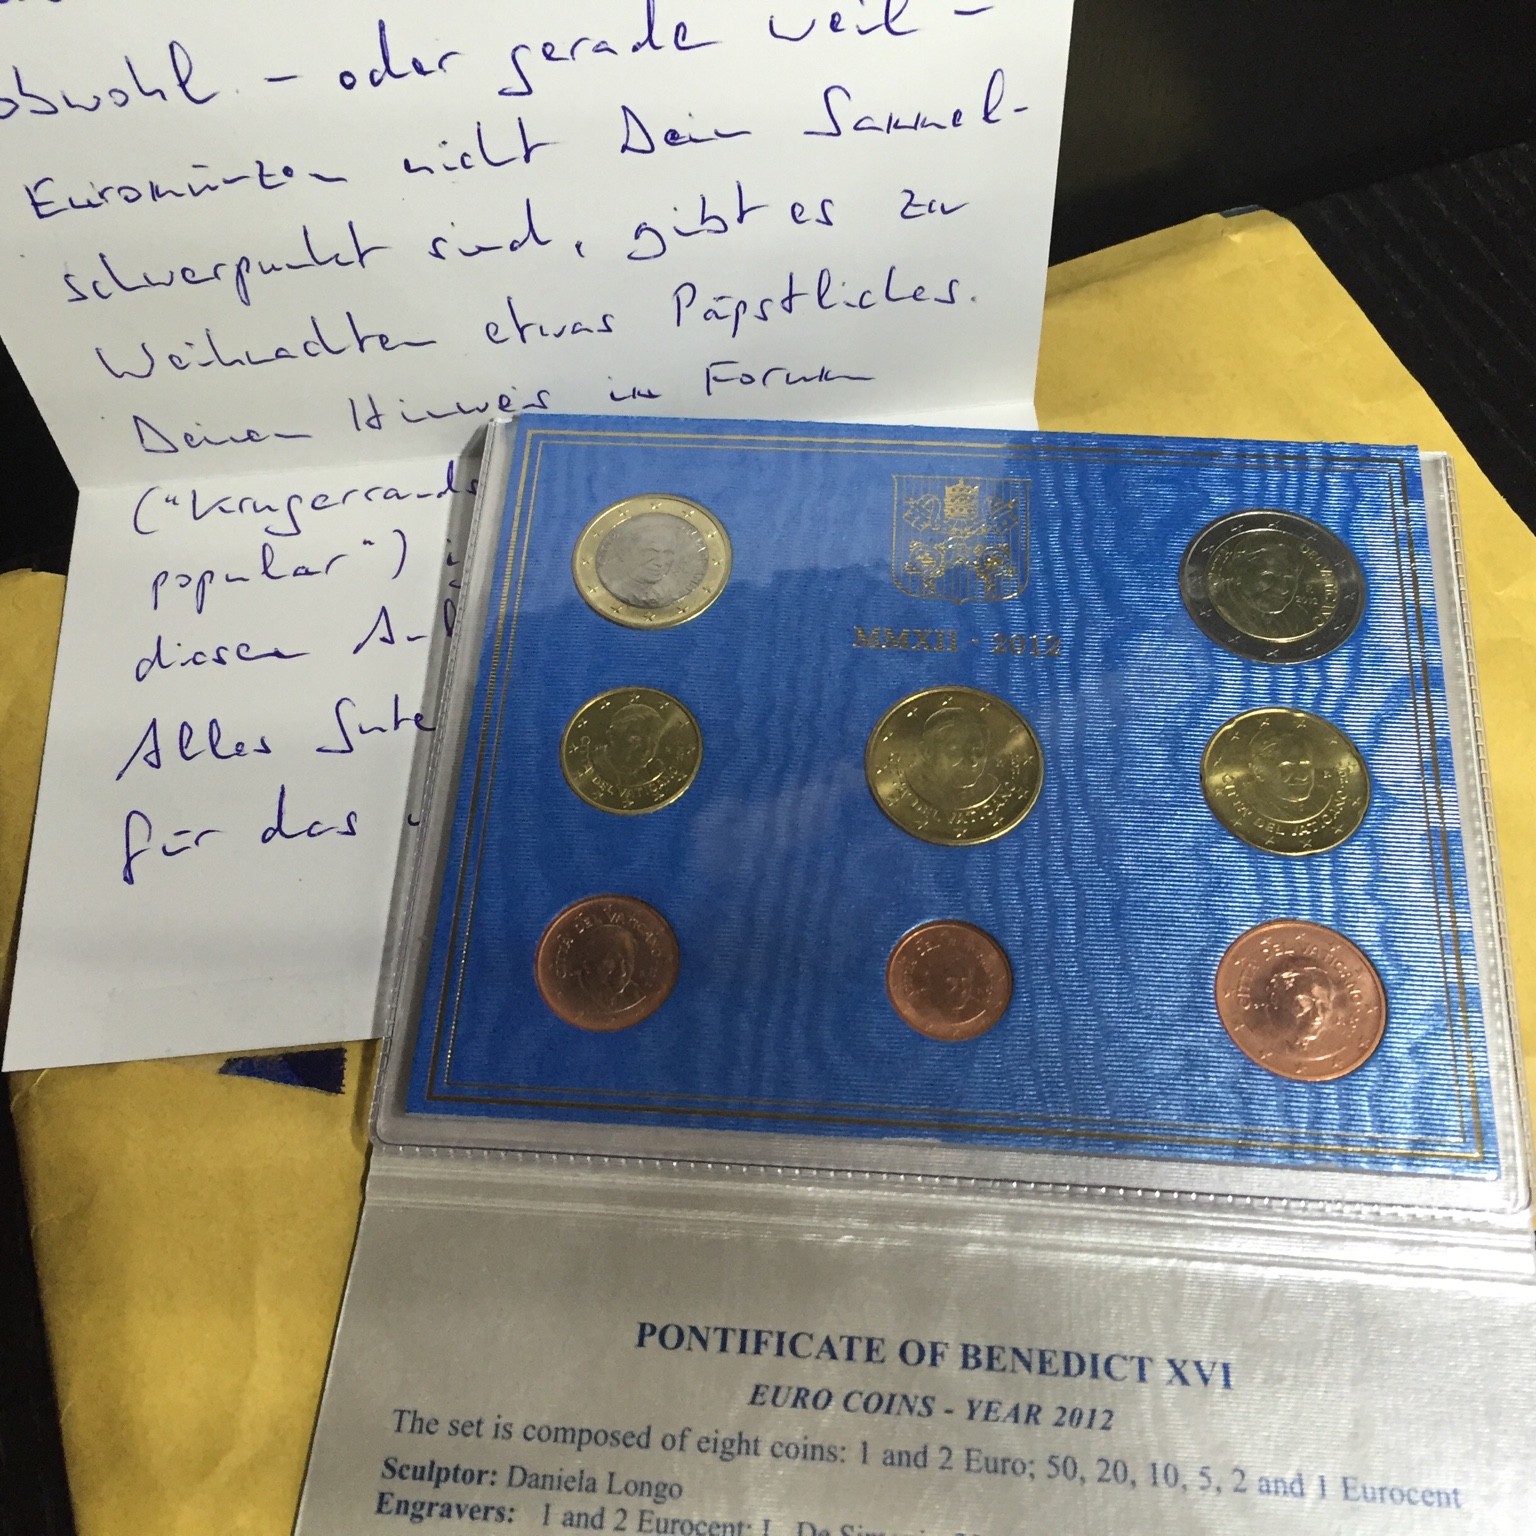 obwohl - oder gerade weil -
Euromünzen nicht Dein Sammel-
schwerpunkt sind, gibt es zu
Weihnachten etwas Päpstliches.
Deinen Hinweis im Forum
("Krugerrands
popular")
diesen
Alles Gute
für das
MMXII · 2012
CITTÀ DEL VATICANO
PONTIFICATE OF BENEDICT XVI
EURO COINS - YEAR 2012
The set is composed of eight coins: 1 and 2 Euro; 50, 20, 10, 5, 2 and 1 Eurocent
Sculptor: Daniela Longo
Engravers: 1 and 2 Eurocent: